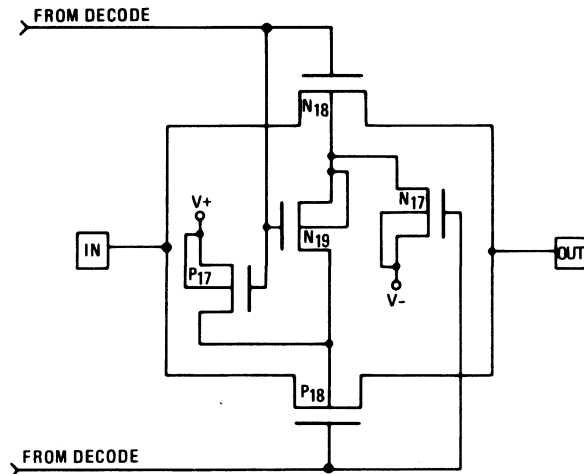 FROM DECODE
N18
V+
N17
N19
IN
P17
OUT
V-
P18
FROM DECODE